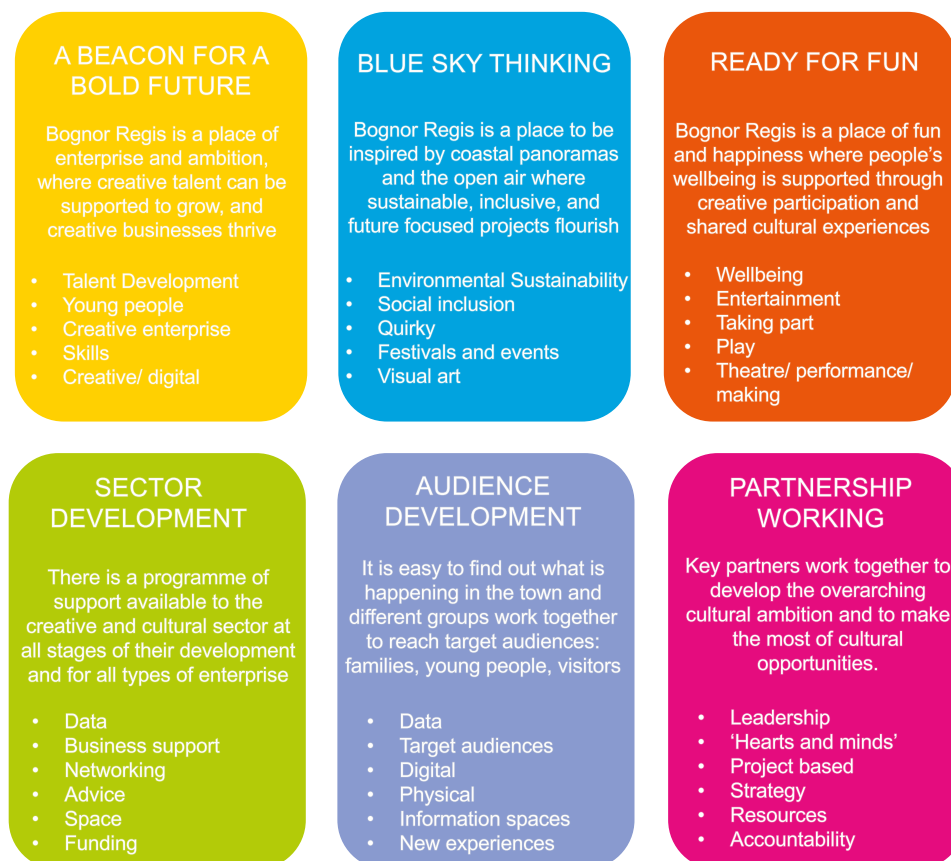 A BEACON FOR A
BOLD FUTURE
Bognor Regis is a place of
enterprise and ambition,
where creative talent can be
supported to grow, and
creative businesses thrive
• Talent Development
• Young people
• Creative enterprise
• Skills
• Creative/ digital
BLUE SKY THINKING
Bognor Regis is a place to be
inspired by coastal panoramas
and the open air where
sustainable, inclusive, and
future focused projects flourish
• Environmental Sustainability
• Social inclusion
• Quirky
• Festivals and events
• Visual art
READY FOR FUN
Bognor Regis is a place of fun
and happiness where people’s
wellbeing is supported through
creative participation and
shared cultural experiences
• Wellbeing
• Entertainment
• Taking part
• Play
• Theatre/ performance/
making
SECTOR
DEVELOPMENT
There is a programme of
support available to the
creative and cultural sector at
all stages of their development
and for all types of enterprise
• Data
• Business support
• Networking
• Advice
• Space
• Funding
AUDIENCE
DEVELOPMENT
It is easy to find out what is
happening in the town and
different groups work together
to reach target audiences:
families, young people, visitors
• Data
• Target audiences
• Digital
• Physical
• Information spaces
• New experiences
PARTNERSHIP
WORKING
Key partners work together to
develop the overarching
cultural ambition and to make
the most of cultural
opportunities.
• Leadership
• ‘Hearts and minds’
• Project based
• Strategy
• Resources
• Accountability